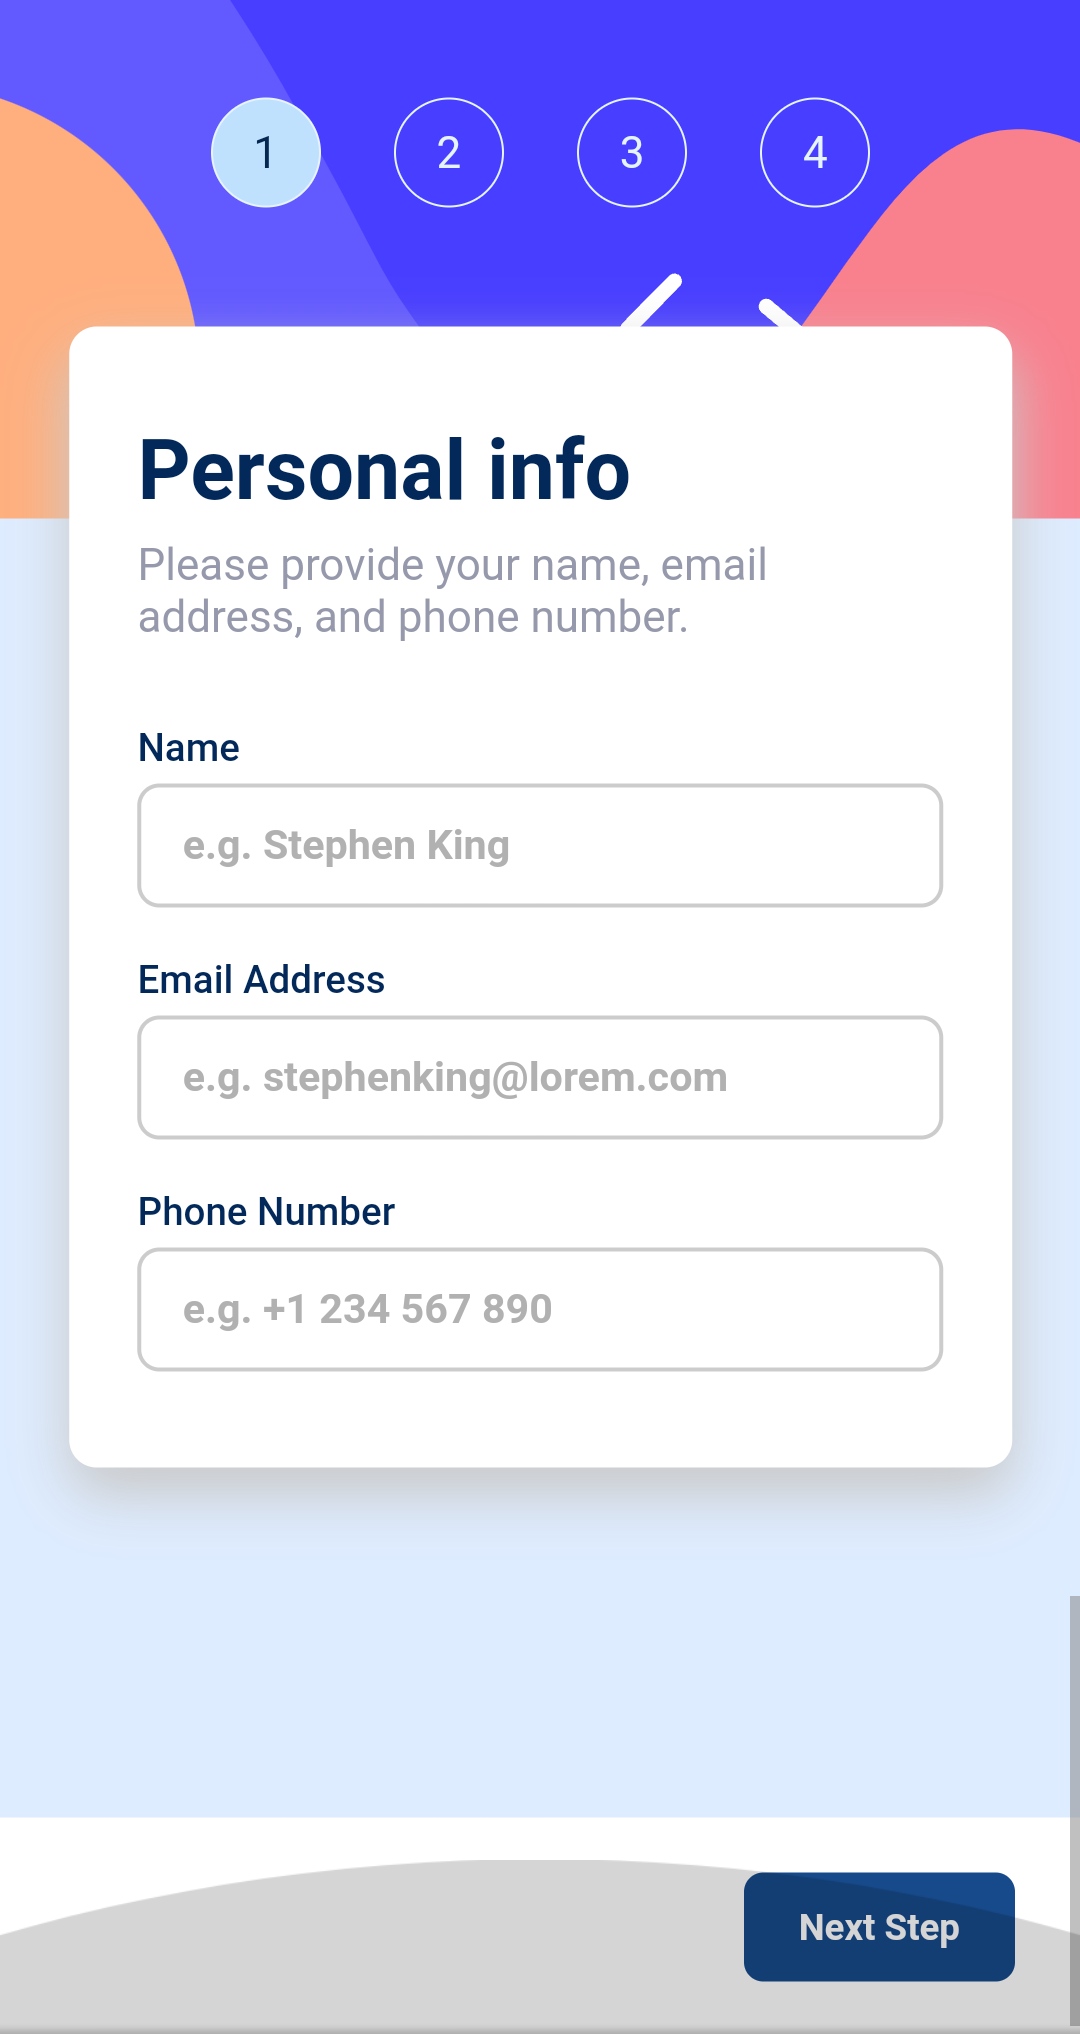 1 2 3 4
Personal info
Please provide your name, email
address, and phone number.
Name
e.g. Stephen King
Email Address
e.g. stephenking@lorem.com
Phone Number
e.g. +1 234 567 890
Next Step